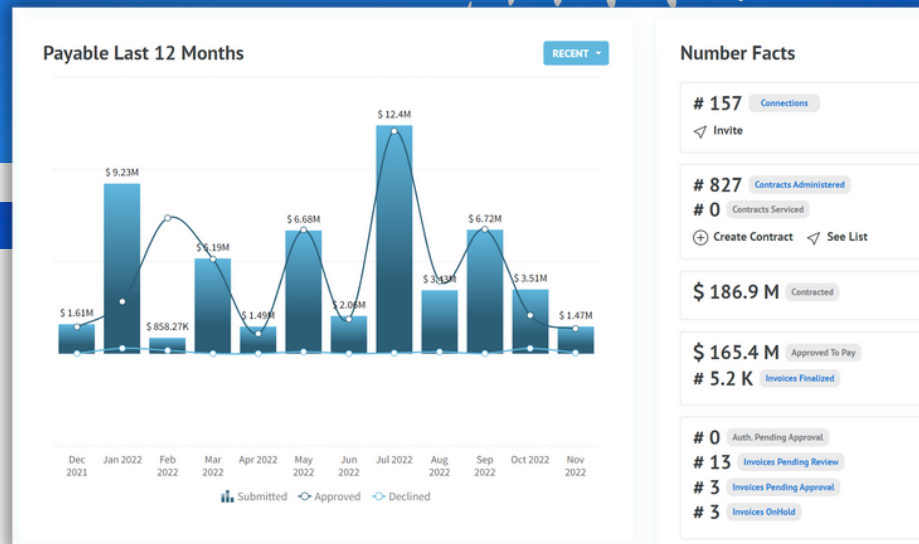 Payable Last 12 Months
RECENT
$ 12.4M
$ 9.23M
$ 6.68M
$ 6.72M
$ 5.19M
$ 3.43M
$ 3.51M
$ 2.06M
$ 1.61M
$ 858.27K
$ 1.49M
$ 1.47M
Dec 2021
Jan 2022
Feb 2022
Mar 2022
Apr 2022
May 2022
Jun 2022
Jul 2022
Aug 2022
Sep 2022
Oct 2022
Nov 2022
Submitted Approved Declined
Number Facts
# 157 Connections
Invite
# 827 Contracts Administered
# 0 Contracts Serviced
Create Contract See List
$ 186.9 M Contracted
$ 165.4 M Approved To Pay
# 5.2 K Invoices Finalized
# 0 Auth. Pending Approval
# 13 Invoices Pending Review
# 3 Invoices Pending Approval
# 3 Invoices OnHold